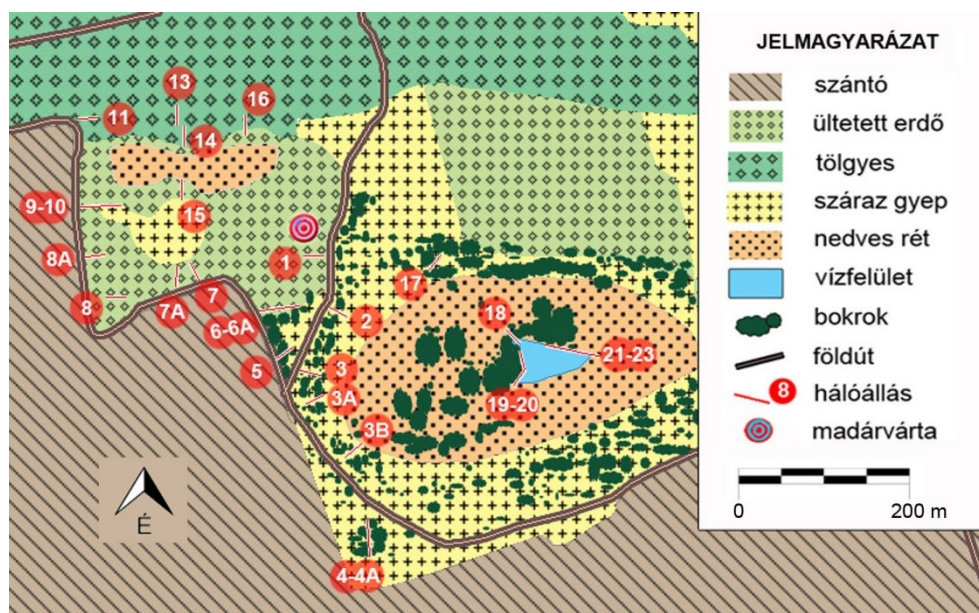 JELMAGYARÁZAT
szántó
ültetett erdő
tölgyes
száraz gyep
nedves rét
vízfelület
bokrok
földút
8 hálóállás
madárvárta
0 200 m
É
13
16
11
14
9-10
15
8A
1
17
8
7A
7
6-6A
2
18
5
3
21-23
3A
19-20
3B
4-4A